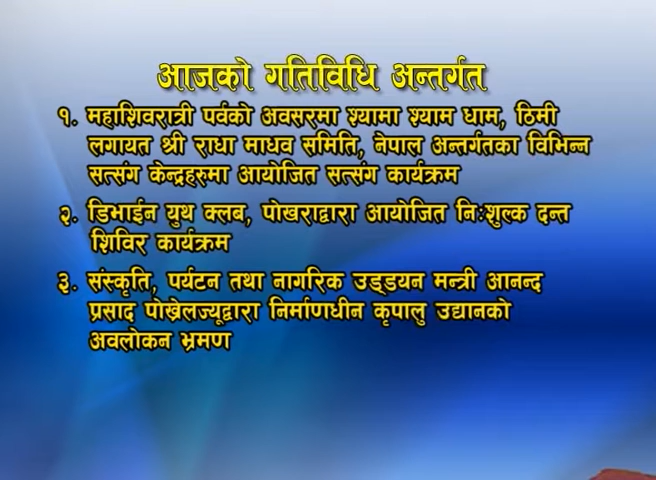 आजको गतिविधि अन्तर्गत
१. महाशिवरात्री पर्वको अवसरमा श्यामा श्याम धाम, ठिमी
लगायत श्री राधा माधव समिति, नेपाल अन्तर्गतका विभिन्न
सत्संग केन्द्रहरुमा आयोजित सत्संग कार्यक्रम
२. डिभाईन युथ क्लब, पोखराद्वारा आयोजित निःशुल्क दन्त
शिविर कार्यक्रम
३. संस्कृति, पर्यटन तथा नागरिक उड्डयन मन्त्री आनन्द
प्रसाद पोख्रेलज्यूद्वारा निर्माणधीन कृपालु उद्यानको
अवलोकन भ्रमण